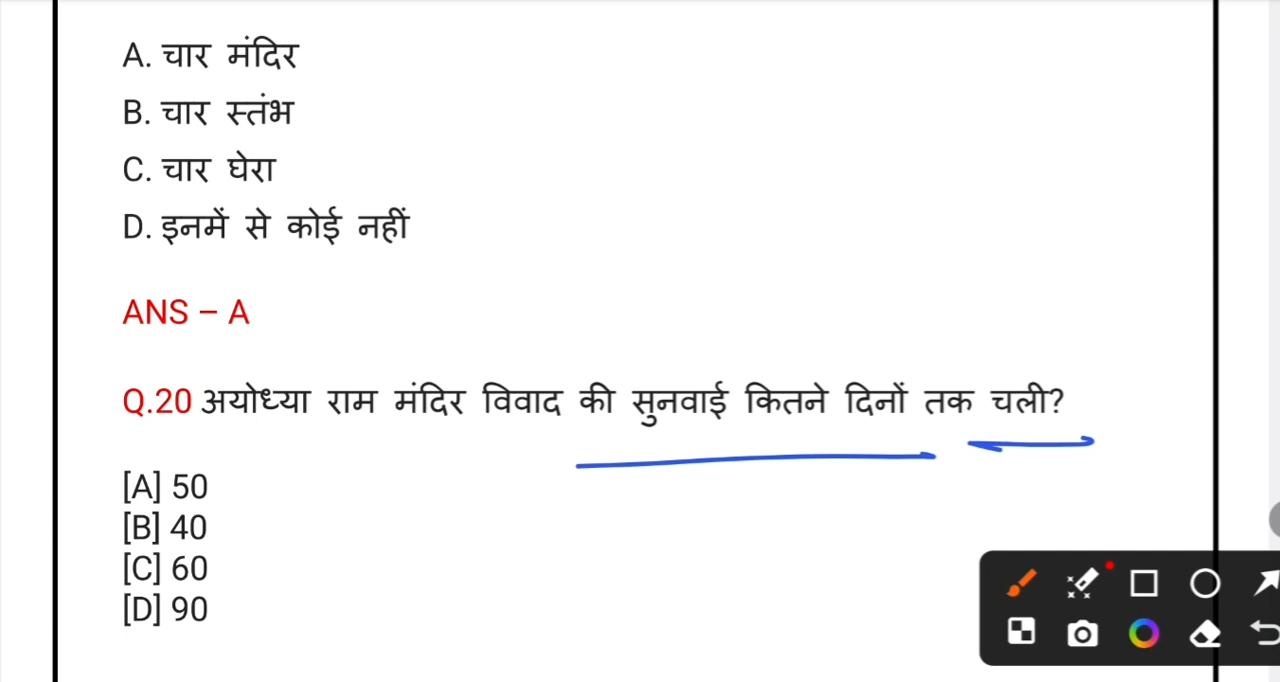 A. चार मंदिर
B. चार स्तंभ
C. चार घेरा
D. इनमें से कोई नहीं
ANS – A
Q.20 अयोध्या राम मंदिर विवाद की सुनवाई कितने दिनों तक चली?
[A] 50
[B] 40
[C] 60
[D] 90